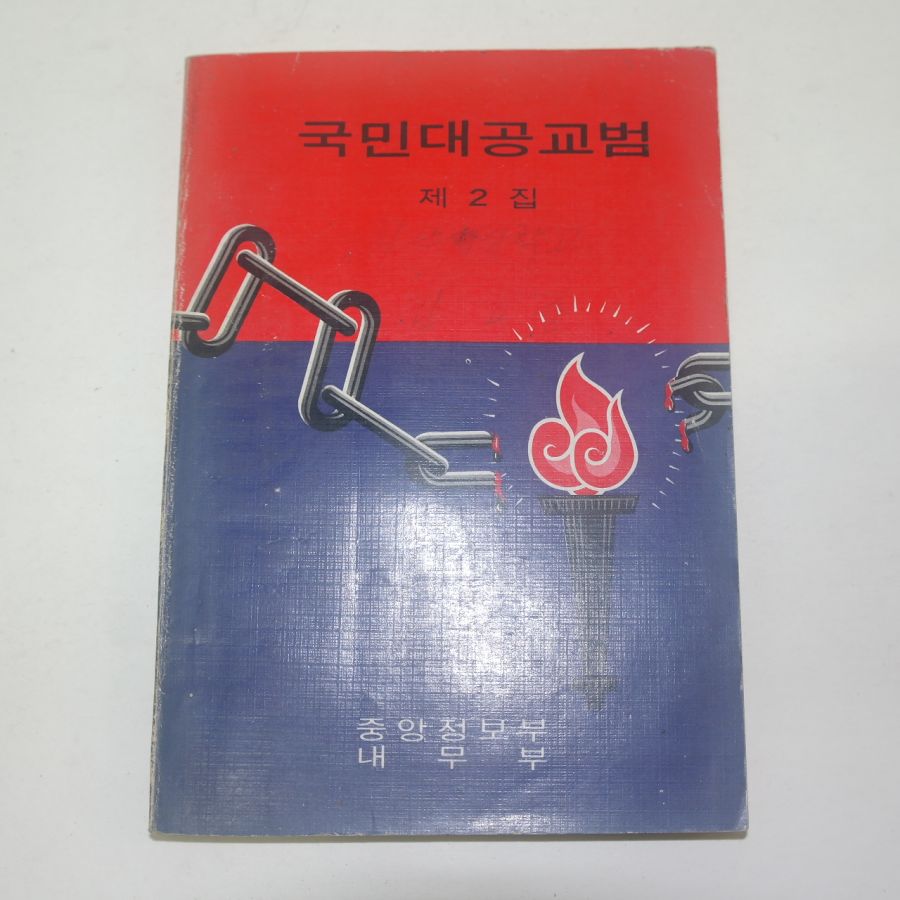 국민대공교범
제 2 집
중앙정보부
내 무 부